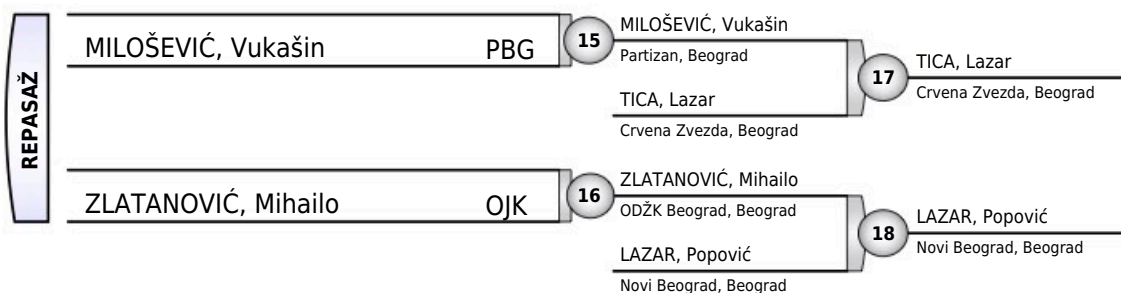 REPASAŽ
MILOŠEVIĆ, Vukašin PBG
15
MILOŠEVIĆ, Vukašin
Partizan, Beograd
TICA, Lazar
Crvena Zvezda, Beograd
17
TICA, Lazar
Crvena Zvezda, Beograd
ZLATANOVIĆ, Mihailo OJK
16
ZLATANOVIĆ, Mihailo
ODŽK Beograd, Beograd
LAZAR, Popović
Novi Beograd, Beograd
18
LAZAR, Popović
Novi Beograd, Beograd